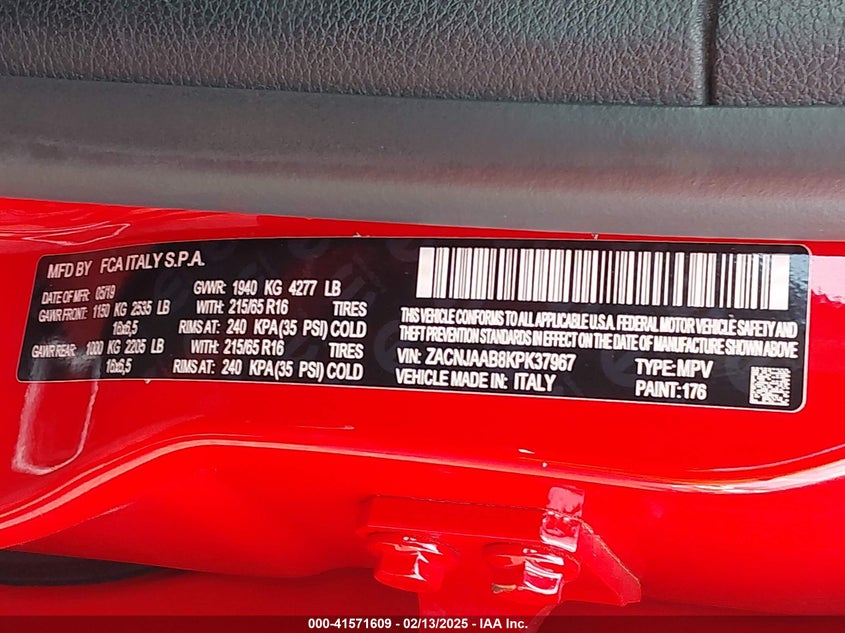 MFD BY FCA ITALY S.P.A.
DATE OF MFR: 05/19 GVWR: 1940 KG 4277 LB
GAWR FRONT: 1150 KG 2535 LB WITH: 215/65 R16 TIRES
16x6,5 RIMS AT: 240 KPA(35 PSI) COLD
GAWR REAR: 1000 KG 2205 LB WITH: 215/65 R16 TIRES
16x6,5 RIMS AT: 240 KPA(35 PSI) COLD
THIS VEHICLE CONFORMS TO ALL APPLICABLE U.S.A. FEDERAL MOTOR VEHICLE SAFETY AND
THEFT PREVENTION STANDARDS IN EFFECT ON THE DATE OF MANUFACTURE SHOWN ABOVE
VIN: ZACNJAAB8KPK37967 TYPE:MPV
VEHICLE MADE IN: ITALY PAINT:176
000-41571609 - 02/13/2025 - IAA Inc.